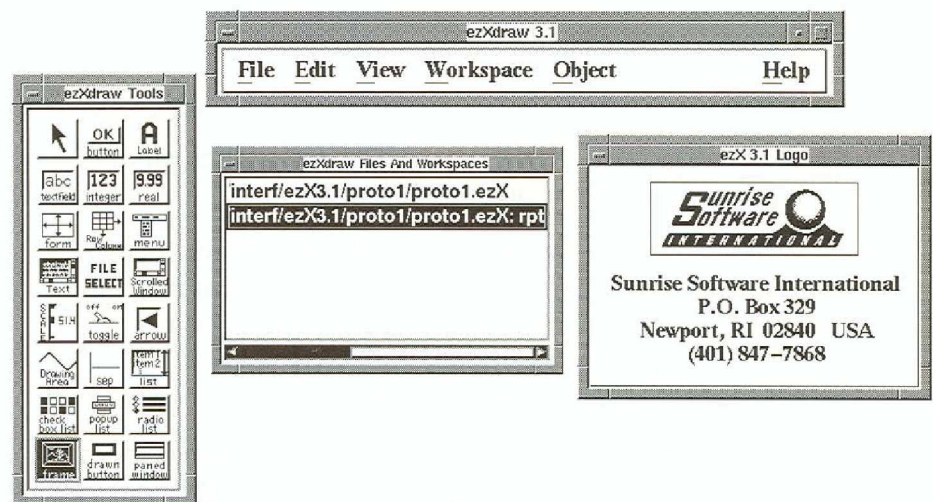 ezXdraw 3.1
File Edit View Workspace Object Help
ezXdraw Tools
OK
button
A
Label
abc
textfield
123
integer
9.99
real
form
Row
Column
menu
Text
FILE
SELECT
Scrolled
Window
SCALE
off on
toggle
arrow
Drawing
Area
sep
item1
item2
list
check
box list
popup
list
radio
list
frame
drawn
button
paned
window
ezXdraw Files And Workspaces
interf/ezX3.1/proto1/proto1.ezX
interf/ezX3.1/proto1/proto1.ezX: rpt
ezX 3.1 Logo
Sunrise
Software
INTERNATIONAL
Sunrise Software International
P.O. Box 329
Newport, RI 02840 USA
(401) 847–7868